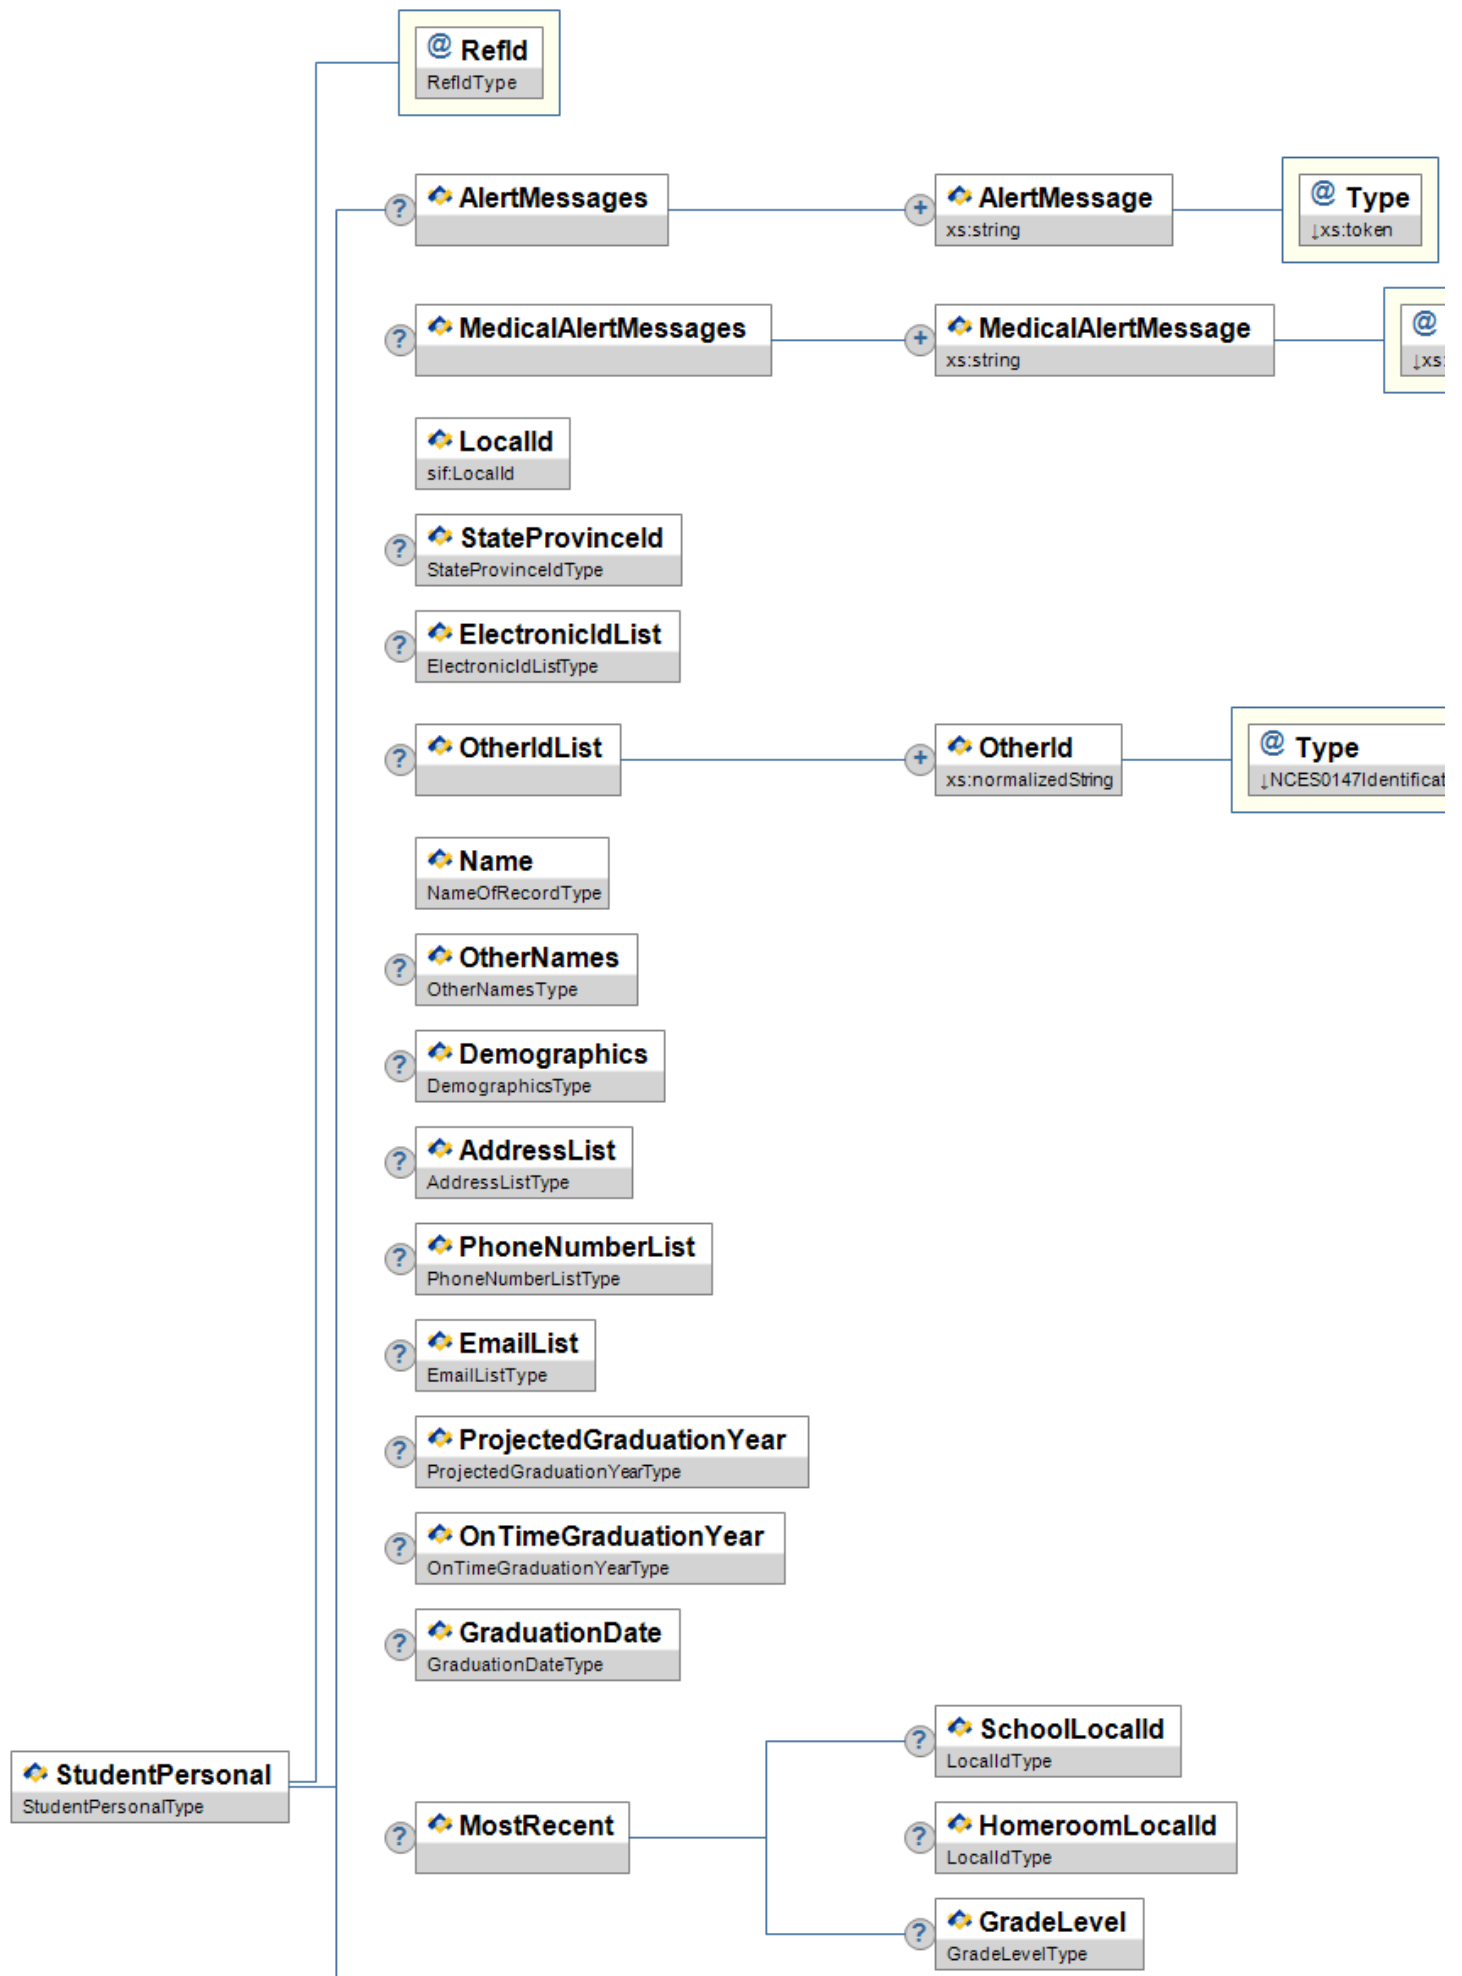 @ RefId
RefIdType
? AlertMessages
+ AlertMessage
xs:string
@ Type
↓xs:token
? MedicalAlertMessages
+ MedicalAlertMessage
xs:string
@
↓xs:
LocalId
sif:LocalId
? StateProvinceId
StateProvinceIdType
? ElectronicIdList
ElectronicIdListType
? OtherIdList
+ OtherId
xs:normalizedString
@ Type
↓NCES0147Identificat
Name
NameOfRecordType
? OtherNames
OtherNamesType
? Demographics
DemographicsType
? AddressList
AddressListType
? PhoneNumberList
PhoneNumberListType
? EmailList
EmailListType
? ProjectedGraduationYear
ProjectedGraduationYearType
? OnTimeGraduationYear
OnTimeGraduationYearType
? GraduationDate
GraduationDateType
StudentPersonal
StudentPersonalType
? MostRecent
? SchoolLocalId
LocalIdType
? HomeroomLocalId
LocalIdType
? GradeLevel
GradeLevelType